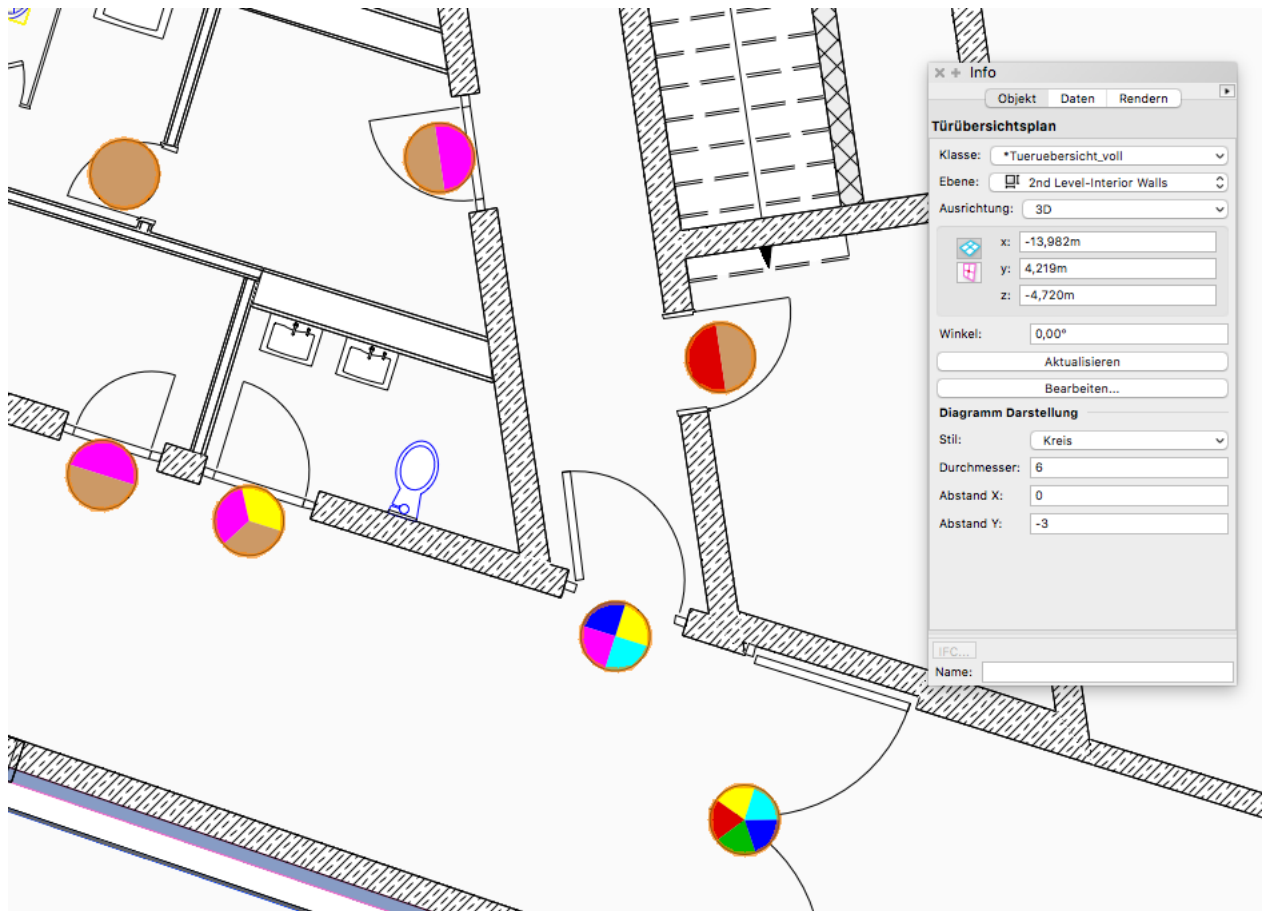 Info
Objekt Daten Rendern
Türübersichtsplan
Klasse: *Tueruebersicht_voll
Ebene: 2nd Level-Interior Walls
Ausrichtung: 3D
x: -13,982m
y: 4,219m
z: -4,720m
Winkel: 0,00°
Aktualisieren
Bearbeiten...
Diagramm Darstellung
Stil: Kreis
Durchmesser: 6
Abstand X: 0
Abstand Y: -3
IFC...
Name: